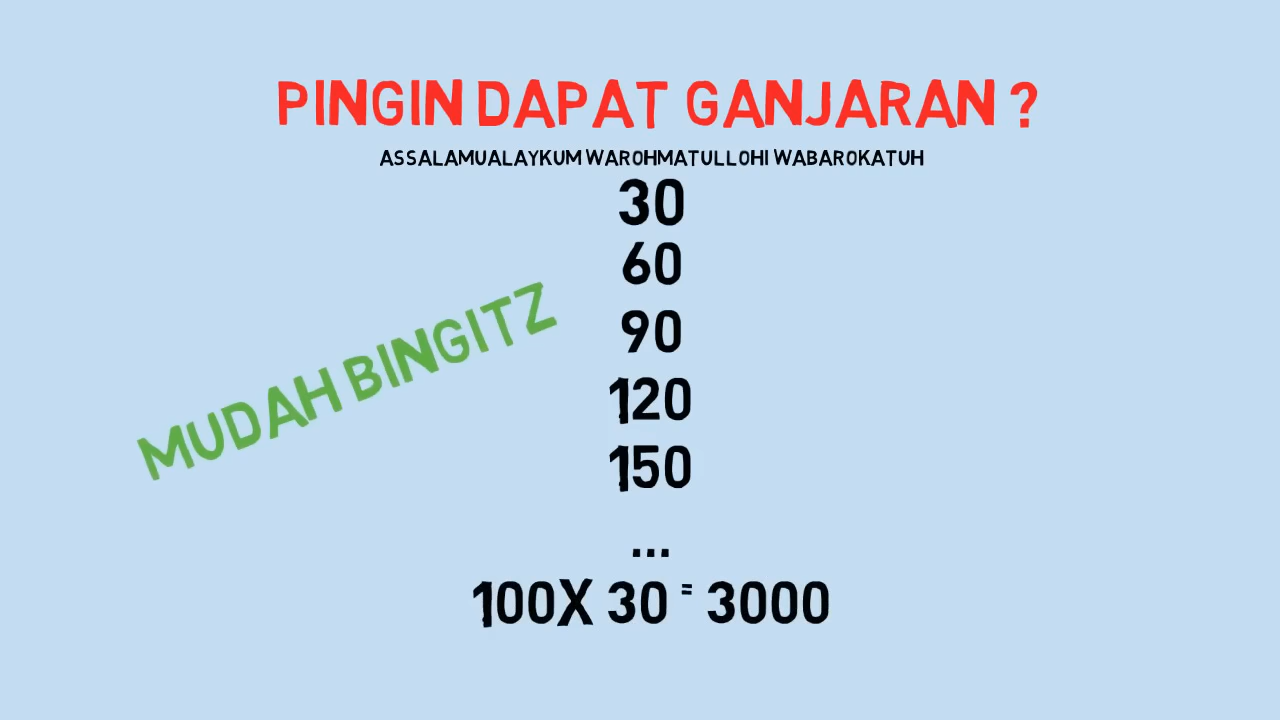 PINGIN DAPAT GANJARAN ?
ASSALAMUALAYKUM WAROHMATULLOHI WABAROKATUH
30
60
90
120
150
...
100X 30 = 3000
MUDAH BINGITZ